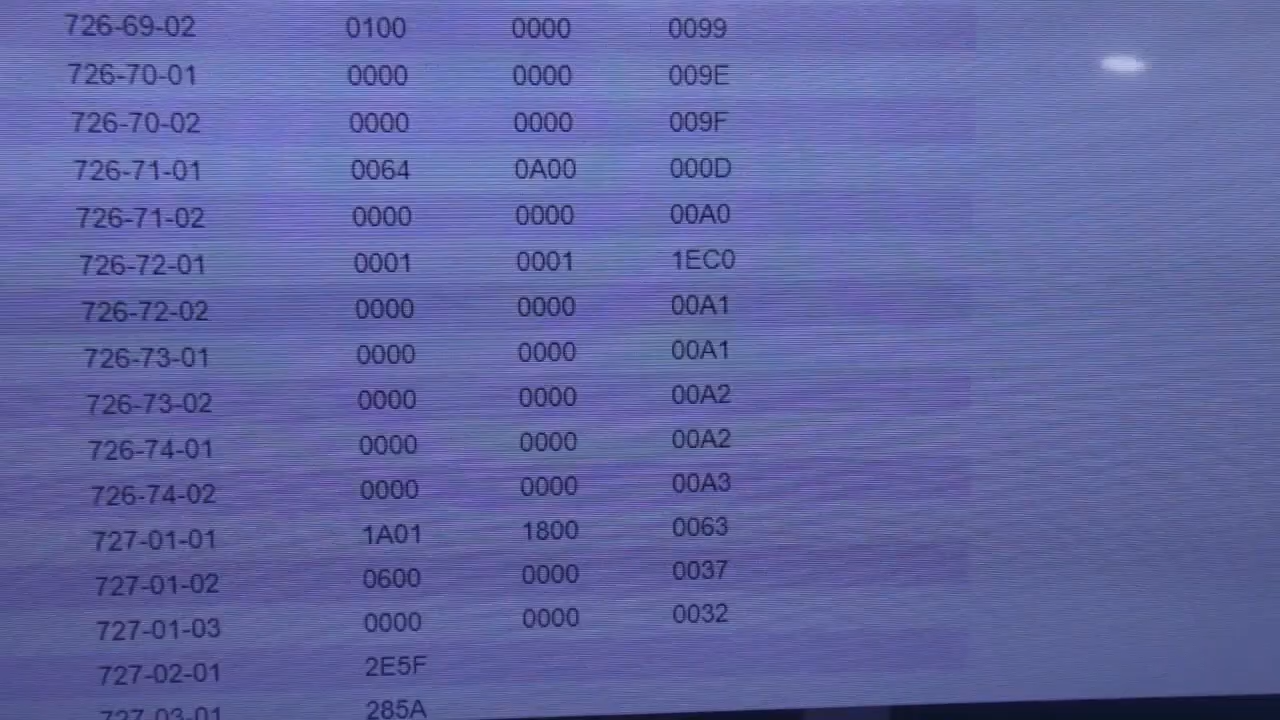 726-69-02 0100 0000 0099
726-70-01 0000 0000 009E
726-70-02 0000 0000 009F
726-71-01 0064 0A00 000D
726-71-02 0000 0000 00A0
726-72-01 0001 0001 1EC0
726-72-02 0000 0000 00A1
726-73-01 0000 0000 00A1
726-73-02 0000 0000 00A2
726-74-01 0000 0000 00A2
726-74-02 0000 0000 00A3
727-01-01 1A01 1800 0063
727-01-02 0600 0000 0037
727-01-03 0000 0000 0032
727-02-01 2E5F
727-03-01 285A